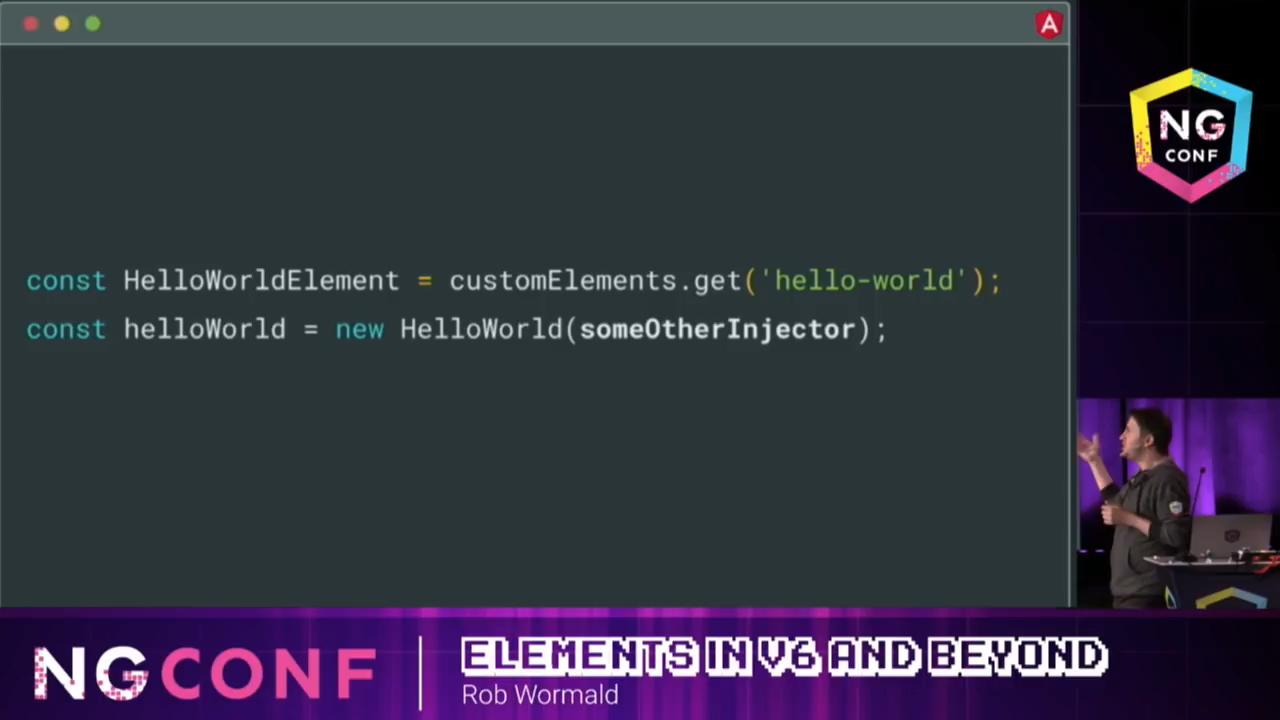 A
NG
CONF
const HelloWorldElement = customElements.get('hello-world');
const helloWorld = new HelloWorld(someOtherInjector);
NGCONF
ELEMENTS IN V6 AND BEYOND
Rob Wormald